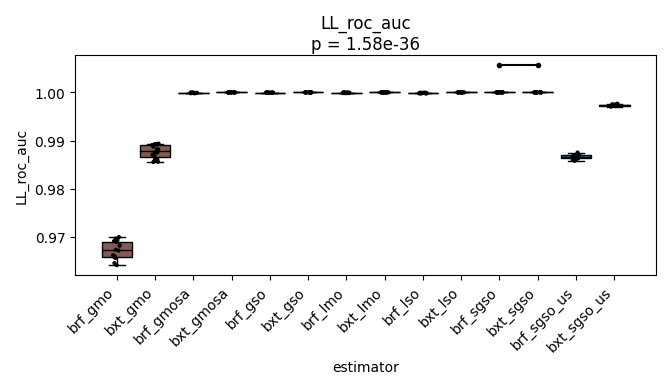 LL_roc_auc
p = 1.58e-36
LL_roc_auc
1.00
0.99
0.98
0.97
brf_gmo
bxt_gmo
brf_gmosa
bxt_gmosa
brf_gso
bxt_gso
brf_lmo
bxt_lmo
brf_lso
bxt_lso
brf_sgso
bxt_sgso
brf_sgso_us
bxt_sgso_us
estimator